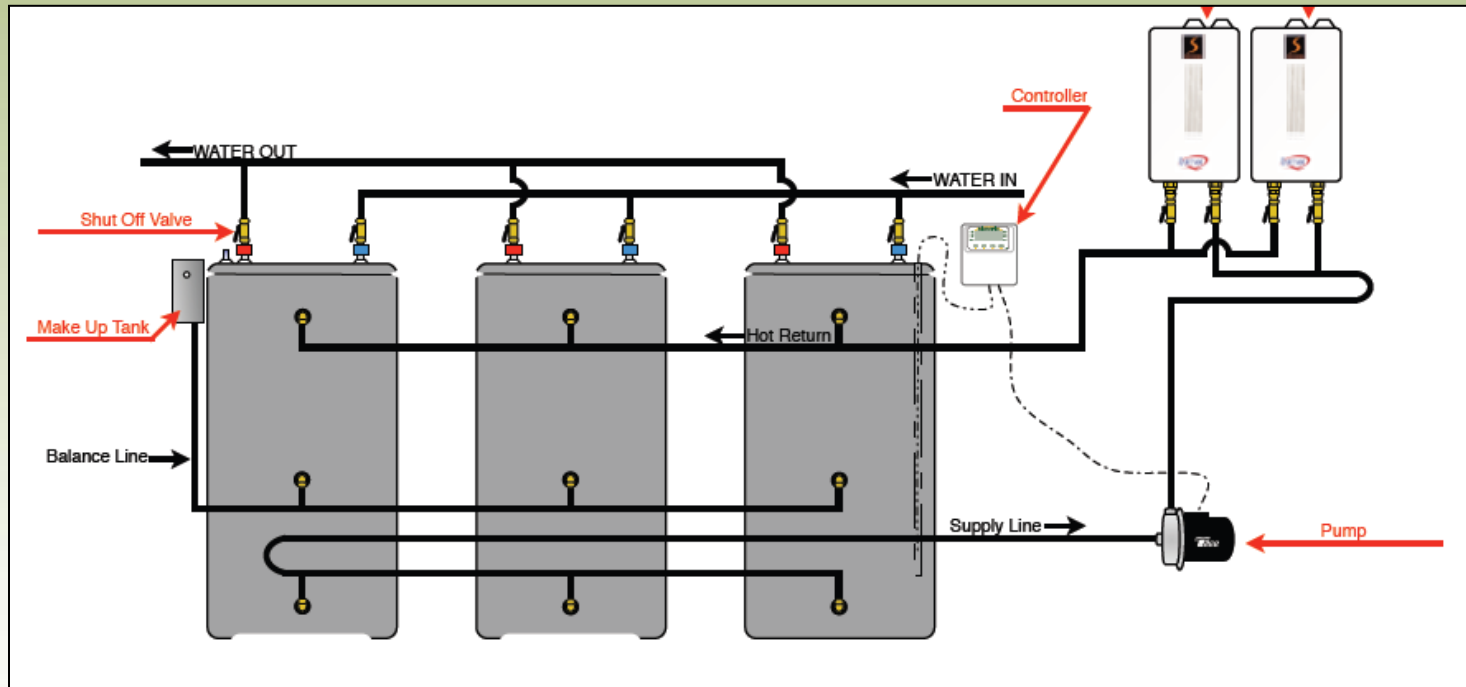 Controller
WATER OUT
WATER IN
Shut Off Valve
Make Up Tank
Hot Return
Balance Line
Supply Line
Pump